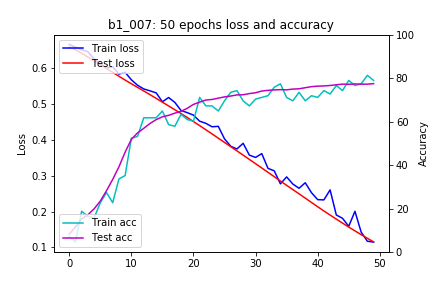 b1_007: 50 epochs loss and accuracy
Train loss
Test loss
Train acc
Test acc
Loss
0.6
0.5
0.4
0.3
0.2
0.1
Accuracy
100
80
60
40
20
0
0
10
20
30
40
50